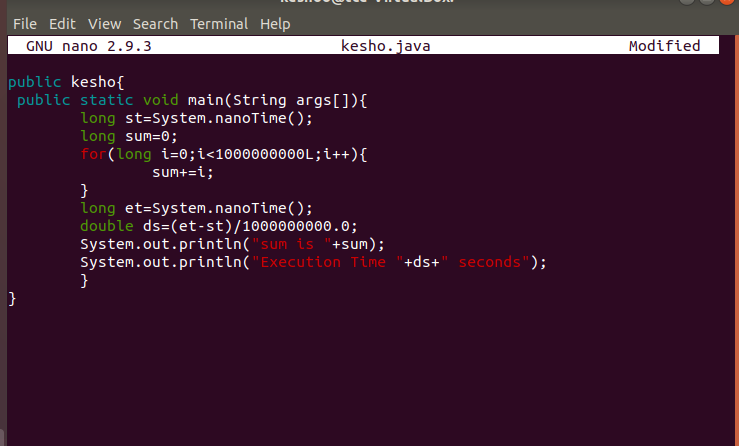 File Edit View Search Terminal Help
GNU nano 2.9.3 kesho.java Modified
public kesho{
public static void main(String args[]){
long st=System.nanoTime();
long sum=0;
for(long i=0;i<1000000000L;i++){
sum+=i;
}
long et=System.nanoTime();
double ds=(et-st)/1000000000.0;
System.out.println("sum is "+sum);
System.out.println("Execution Time "+ds+" seconds");
}
}